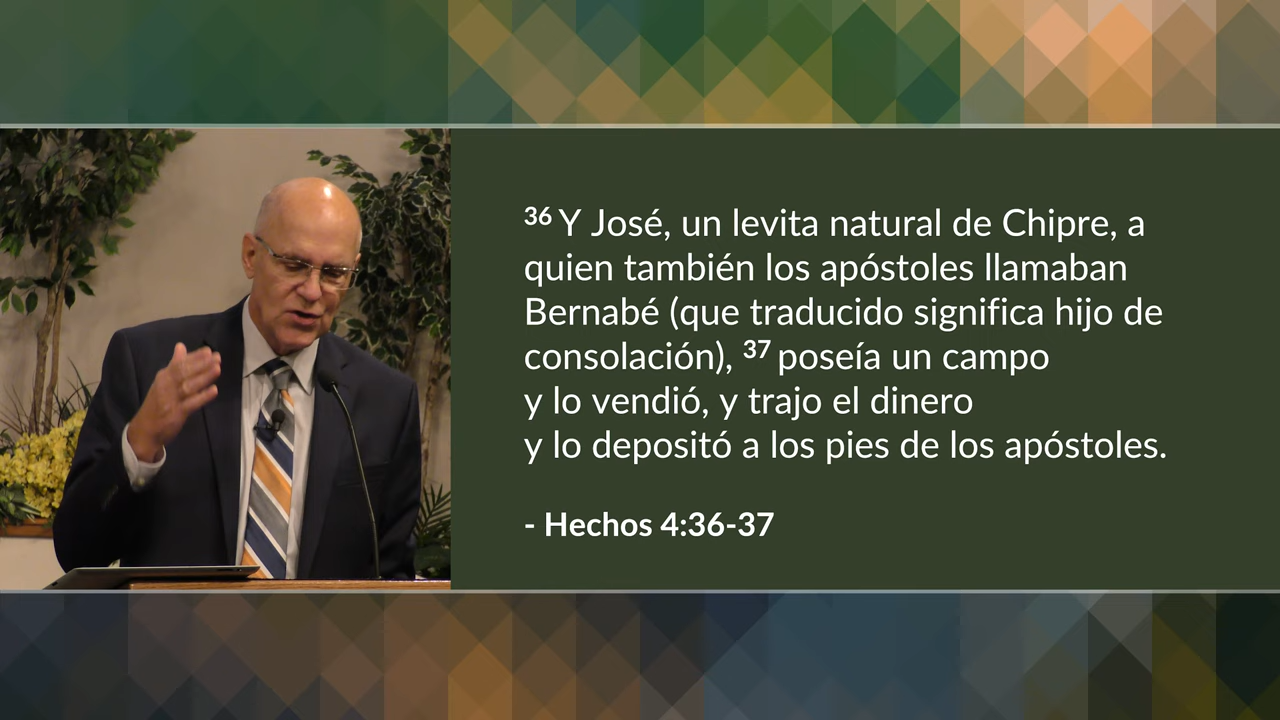 36 Y José, un levita natural de Chipre, a
quien también los apóstoles llamaban
Bernabé (que traducido significa hijo de
consolación), 37 poseía un campo
y lo vendió, y trajo el dinero
y lo depositó a los pies de los apóstoles.
- Hechos 4:36-37